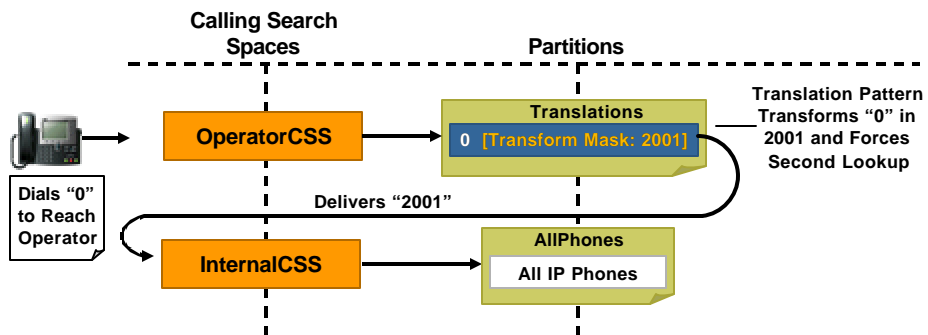 Calling Search
Spaces
Partitions
Translations
0 [Transform Mask: 2001]
OperatorCSS
Translation Pattern
Transforms “0” in
2001 and Forces
Second Lookup
Dials “0”
to Reach
Operator
Delivers “2001”
InternalCSS
AllPhones
All IP Phones